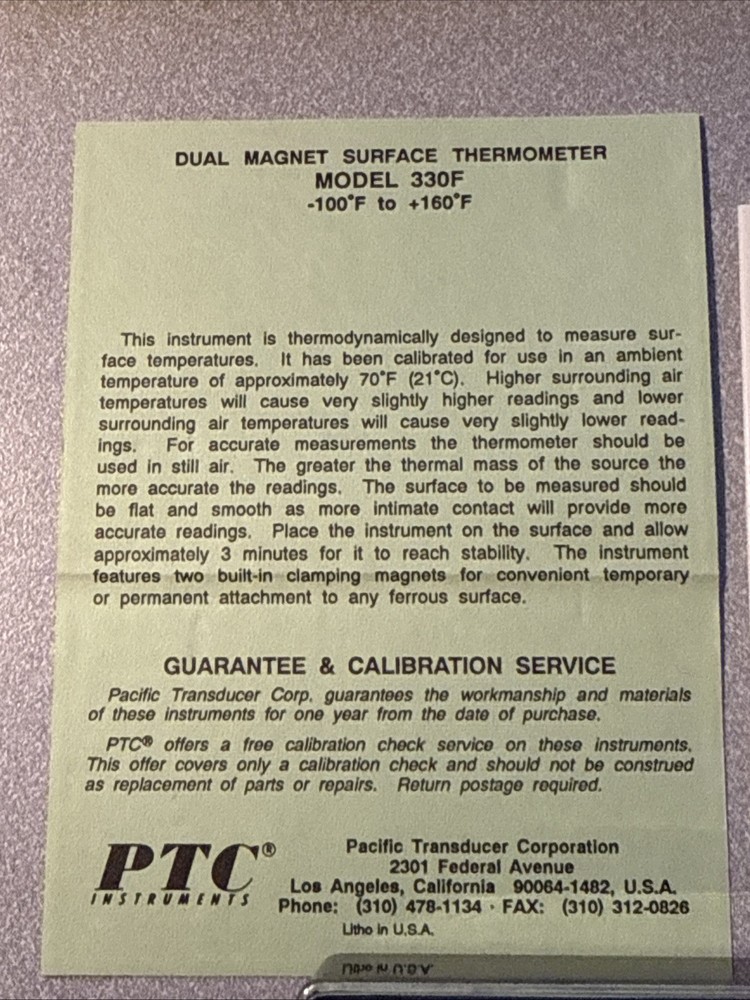 DUAL MAGNET SURFACE THERMOMETER
MODEL 330F
-100°F to +160°F
This instrument is thermodynamically designed to measure sur-
face temperatures. It has been calibrated for use in an ambient
temperature of approximately 70°F (21°C). Higher surrounding air
temperatures will cause very slightly higher readings and lower
surrounding air temperatures will cause very slightly lower read-
ings. For accurate measurements the thermometer should be
used in still air. The greater the thermal mass of the source the
more accurate the readings. The surface to be measured should
be flat and smooth as more intimate contact will provide more
accurate readings. Place the instrument on the surface and allow
approximately 3 minutes for it to reach stability. The instrument
features two built-in clamping magnets for convenient temporary
or permanent attachment to any ferrous surface.
GUARANTEE & CALIBRATION SERVICE
Pacific Transducer Corp. guarantees the workmanship and materials
of these instruments for one year from the date of purchase.
PTC® offers a free calibration check service on these instruments.
This offer covers only a calibration check and should not be construed
as replacement of parts or repairs. Return postage required.
PTC®
INSTRUMENTS
Pacific Transducer Corporation
2301 Federal Avenue
Los Angeles, California 90064-1482, U.S.A.
Phone: (310) 478-1134 · FAX: (310) 312-0826
Litho in U.S.A.